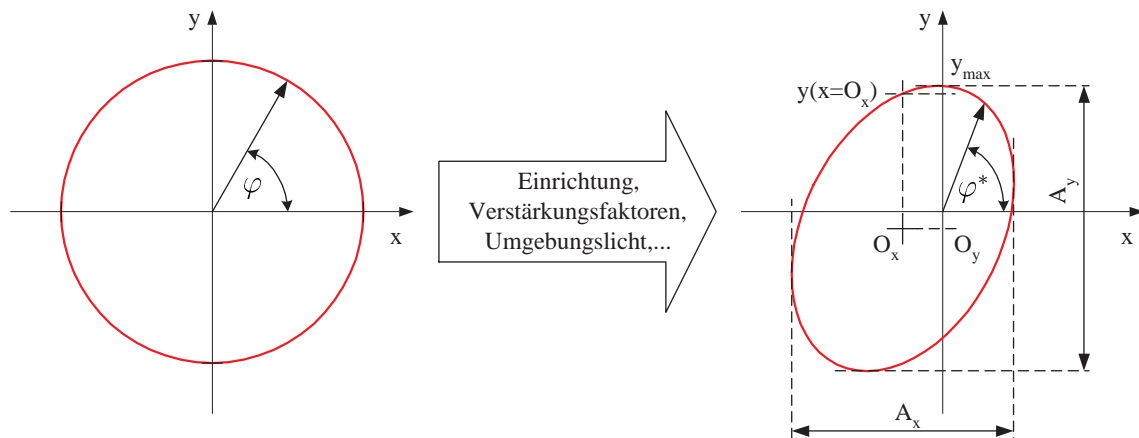 y
x
φ
Einrichtung,
Verstärkungsfaktoren,
Umgebungslicht,...
y
y_max
y(x=O_x)
φ*
A_y
x
O_x
O_y
A_x